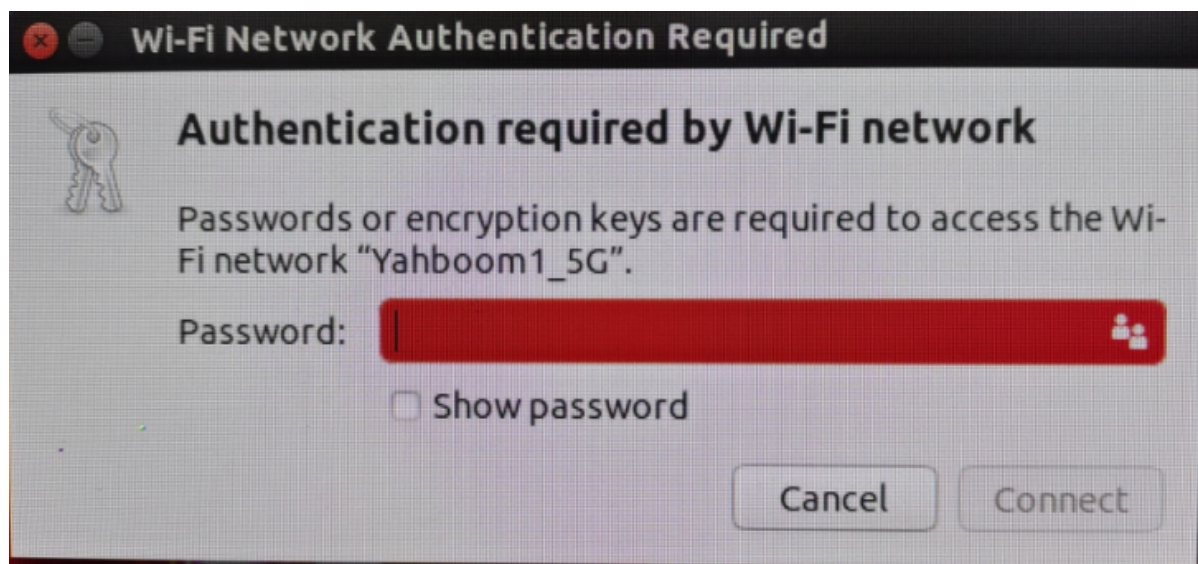 Wi-Fi Network Authentication Required
Authentication required by Wi-Fi network
Passwords or encryption keys are required to access the Wi-
Fi network “Yahboom1_5G”.
Password:
Show password
Cancel
Connect